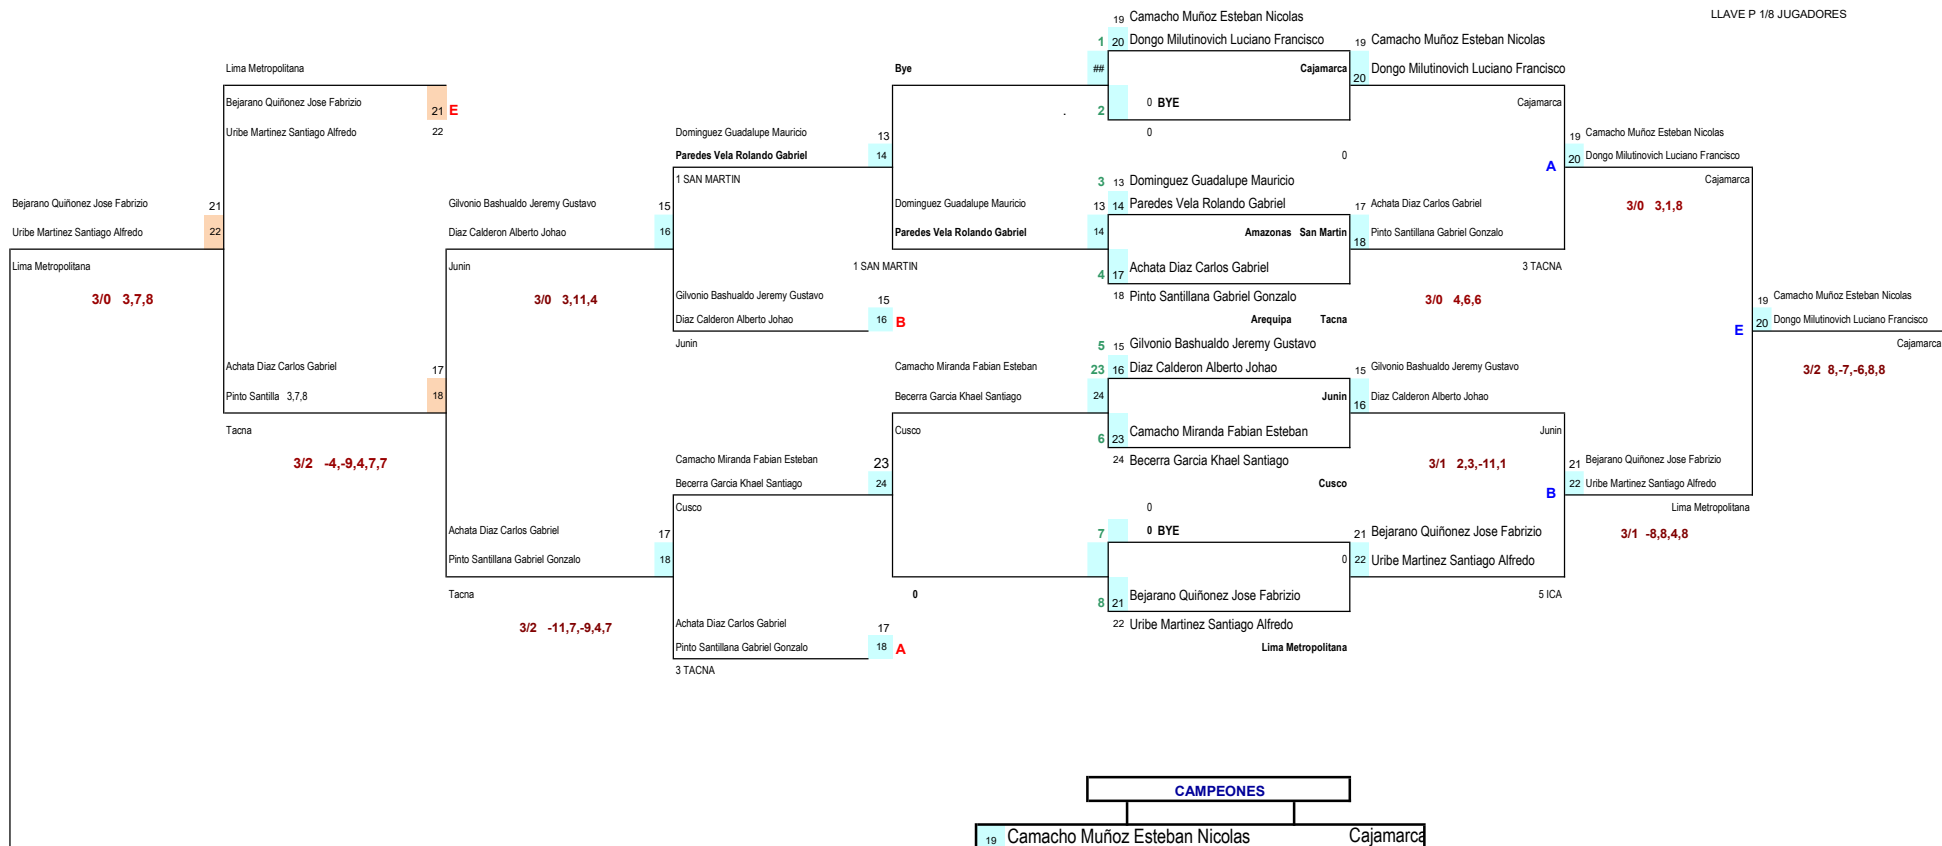 LLAVE P 1/8 JUGADORES
Lima Metropolitana
Bejarano Quiñonez Jose Fabrizio 21 E
Uribe Martinez Santiago Alfredo 22
Bejarano Quiñonez Jose Fabrizio 21
Uribe Martinez Santiago Alfredo 22
Lima Metropolitana
3/0 3,7,8
Achata Diaz Carlos Gabriel 17
Pinto Santilla 3,7,8 18
Tacna
3/2 -4,-9,4,7,7
Gilvonio Bashualdo Jeremy Gustavo 15
Diaz Calderon Alberto Johao 16
Junin
3/0 3,11,4
Achata Diaz Carlos Gabriel 17
Pinto Santillana Gabriel Gonzalo 18
Tacna
3/2 -11,7,-9,4,7
Dominguez Guadalupe Mauricio 13
Paredes Vela Rolando Gabriel 14
1 SAN MARTIN
Gilvonio Bashualdo Jeremy Gustavo 15
Diaz Calderon Alberto Johao 16 B
Junin
Camacho Miranda Fabian Esteban 23
Becerra Garcia Khael Santiago 24
Cusco
Achata Diaz Carlos Gabriel 17
Pinto Santillana Gabriel Gonzalo 18 A
3 TACNA
Bye ##
.
Dominguez Guadalupe Mauricio 13
Paredes Vela Rolando Gabriel 14
1 SAN MARTIN
Camacho Miranda Fabian Esteban 23
Becerra Garcia Khael Santiago 24
Cusco
0
19 Camacho Muñoz Esteban Nicolas
1 20 Dongo Milutinovich Luciano Francisco
Cajamarca
2 0 BYE
0
0
3 13 Dominguez Guadalupe Mauricio
14 Paredes Vela Rolando Gabriel
Amazonas San Martin
4 17 Achata Diaz Carlos Gabriel
18 Pinto Santillana Gabriel Gonzalo
Arequipa Tacna
5 15 Gilvonio Bashualdo Jeremy Gustavo
16 Diaz Calderon Alberto Johao
Junin
6 23 Camacho Miranda Fabian Esteban
24 Becerra Garcia Khael Santiago
Cusco
0
7 0 BYE
0
8 21 Bejarano Quiñonez Jose Fabrizio
22 Uribe Martinez Santiago Alfredo
Lima Metropolitana
19 Camacho Muñoz Esteban Nicolas
20 Dongo Milutinovich Luciano Francisco
Cajamarca
17 Achata Diaz Carlos Gabriel
18 Pinto Santillana Gabriel Gonzalo
3 TACNA
3/0 4,6,6
15 Gilvonio Bashualdo Jeremy Gustavo
16 Diaz Calderon Alberto Johao
Junin
3/1 2,3,-11,1
21 Bejarano Quiñonez Jose Fabrizio
22 Uribe Martinez Santiago Alfredo
5 ICA
19 Camacho Muñoz Esteban Nicolas
A 20 Dongo Milutinovich Luciano Francisco
Cajamarca
3/0 3,1,8
21 Bejarano Quiñonez Jose Fabrizio
B 22 Uribe Martinez Santiago Alfredo
Lima Metropolitana
3/1 -8,8,4,8
19 Camacho Muñoz Esteban Nicolas
E 20 Dongo Milutinovich Luciano Francisco
Cajamarca
3/2 8,-7,-6,8,8
CAMPEONES
19 Camacho Muñoz Esteban Nicolas Cajamarca